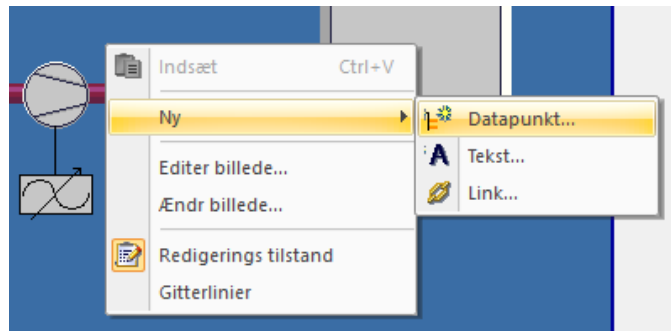 Indsæt Ctrl+V
Ny
Datapunkt...
Tekst...
Link...
Editer billede...
Ændr billede...
Redigerings tilstand
Gitterlinier